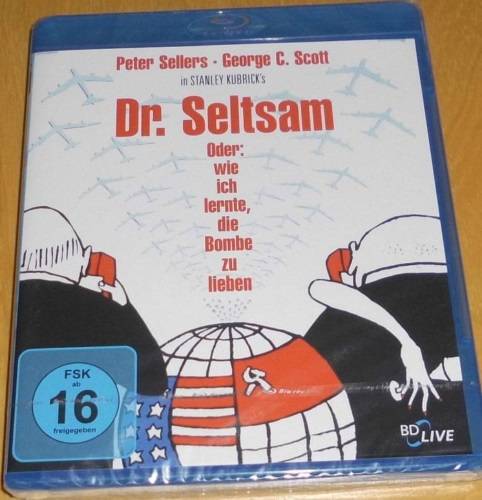 Peter Sellers · George C. Scott
in STANLEY KUBRICK's
Dr. Seltsam
Oder:
wie
ich
lernte,
die
Bombe
zu
lieben
FSK
ab
16
freigegeben
BD LIVE